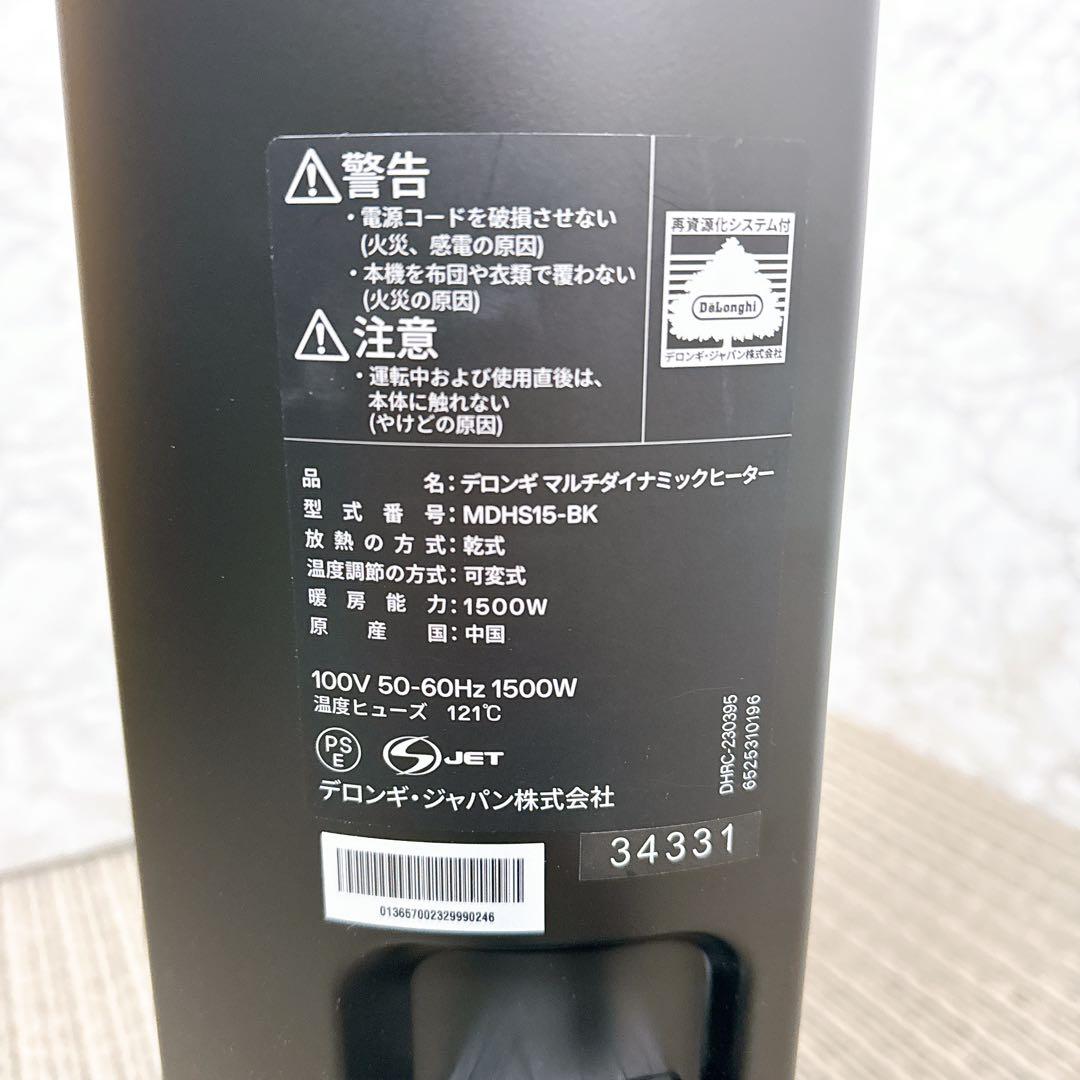 警告
・電源コードを破損させない
(火災、感電の原因)
・本機を布団や衣類で覆わない
(火災の原因)
注意
・運転中および使用直後は、
本体に触れない
(やけどの原因)
再資源化システム付
DeLonghi
デロンギ・ジャパン株式会社
品名：デロンギ マルチダイナミックヒーター
型式番号：MDHS15-BK
放熱の方式：乾式
温度調節の方式：可変式
暖房能力：1500W
原産国：中国
100V 50-60Hz 1500W
温度ヒューズ 121℃
PSE
JET
デロンギ・ジャパン株式会社
DHRC-230395
6525310196
34331
013657002329990246